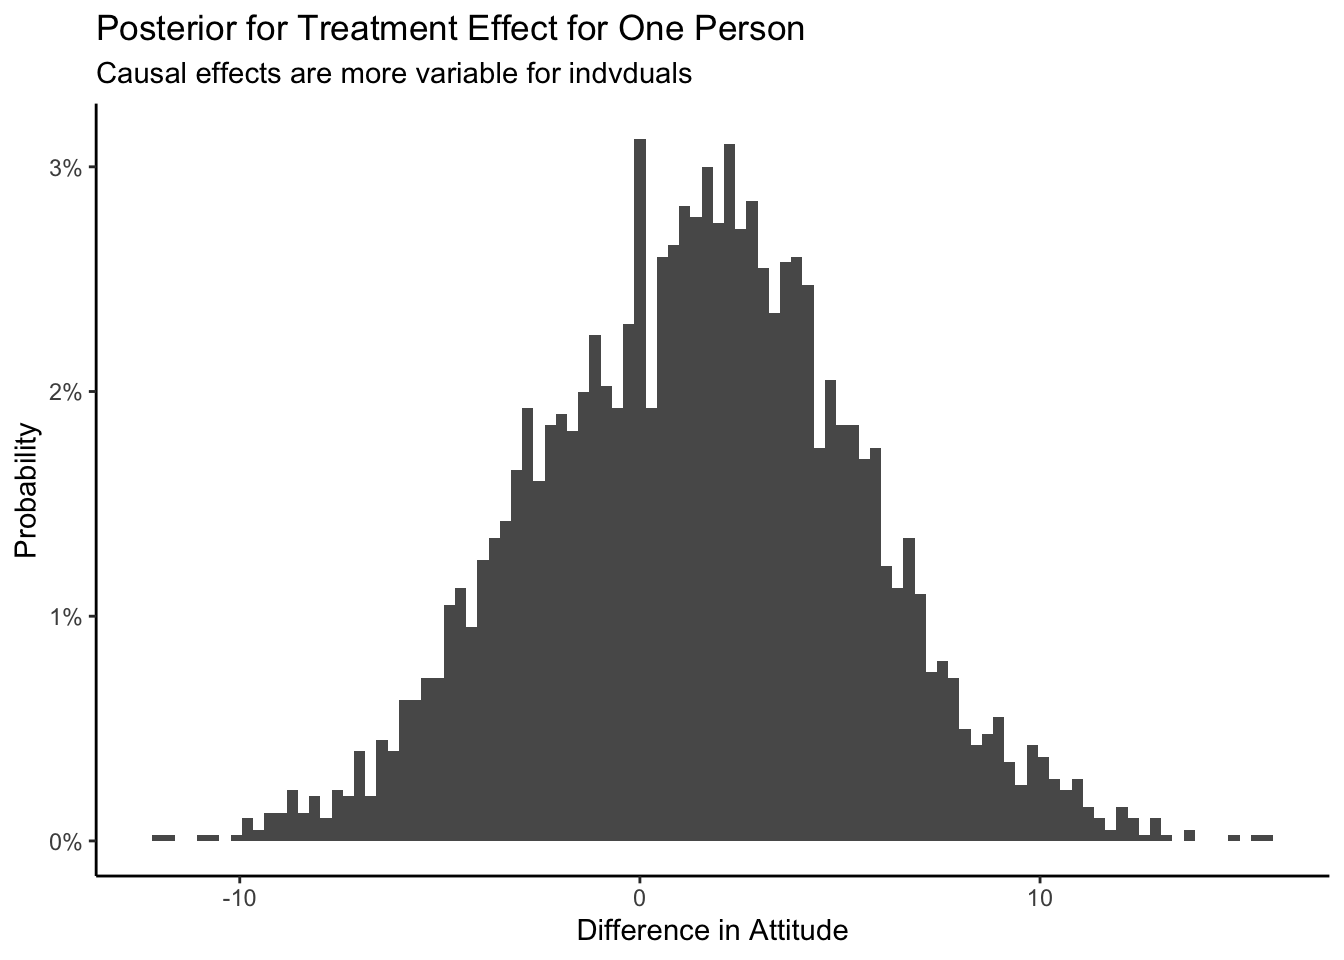 Posterior for Treatment Effect for One Person
Causal effects are more variable for indvduals
Probability
3%
2%
1%
0%
-10
0
10
Difference in Attitude